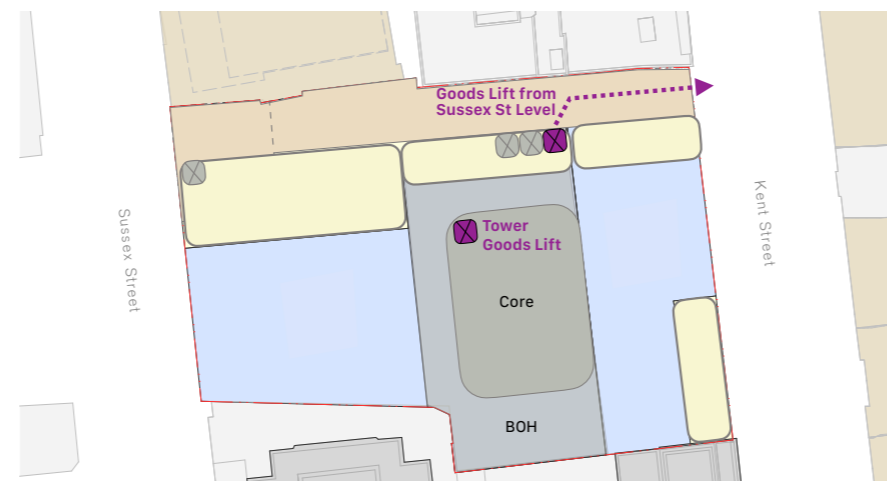 Goods Lift from
Sussex St Level
Sussex Street
Kent Street
Tower
Goods Lift
Core
BOH